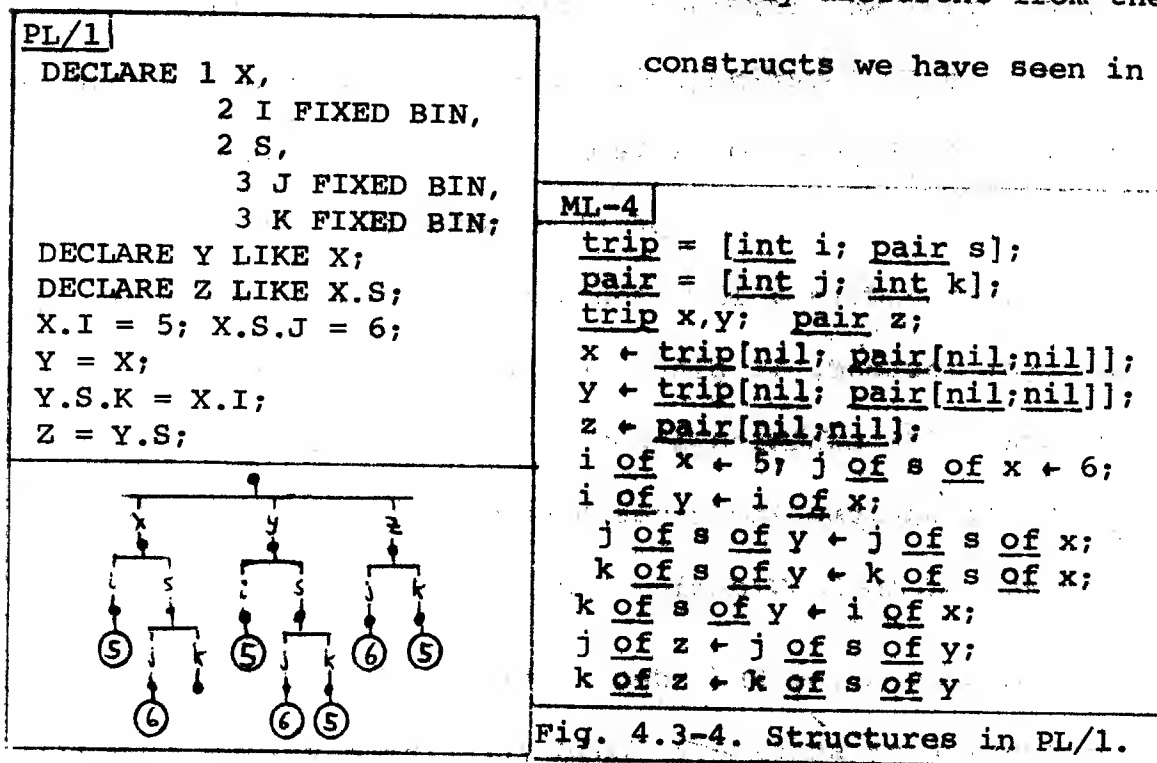 from the
constructs we have seen in
PL/1
DECLARE 1 X,
2 I FIXED BIN,
2 S,
3 J FIXED BIN,
3 K FIXED BIN;
DECLARE Y LIKE X;
DECLARE Z LIKE X.S;
X.I = 5; X.S.J = 6;
Y = X;
Y.S.K = X.I;
Z = Y.S;
x y z
i s i s j k
5 j k 5 j k 6 5
6 6 5
ML-4
trip = [int i; pair s];
pair = [int j; int k];
trip x,y; pair z;
x ← trip[nil; pair[nil;nil]];
y ← trip[nil; pair[nil;nil]];
z ← pair[nil;nil];
i of x ← 5; j of s of x ← 6;
i of y ← i of x;
j of s of y ← j of s of x;
k of s of y ← k of s of x;
k of s of y ← i of x;
j of z ← j of s of y;
k of z ← k of s of y
Fig. 4.3-4. Structures in PL/1.